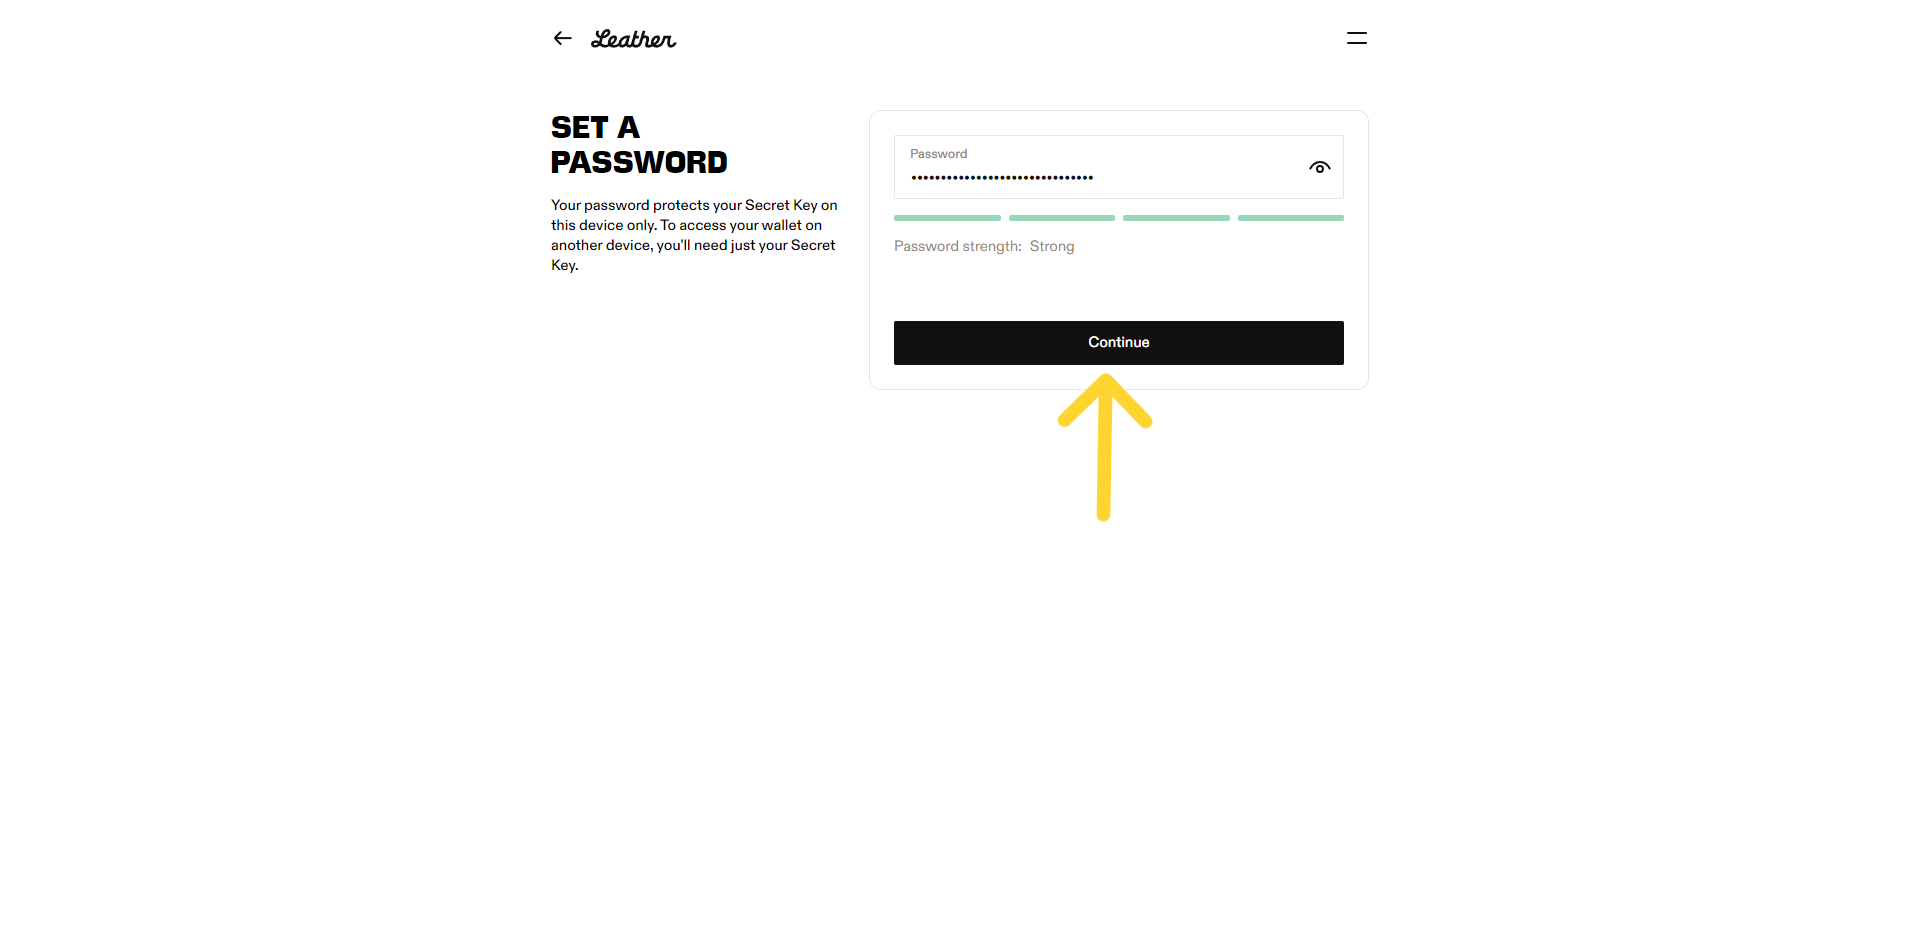 Leather
SET A
PASSWORD
Your password protects your Secret Key on
this device only. To access your wallet on
another device, you'll need just your Secret
Key.
Password
•••••••••••••••••••••••••••••••
Password strength: Strong
Continue